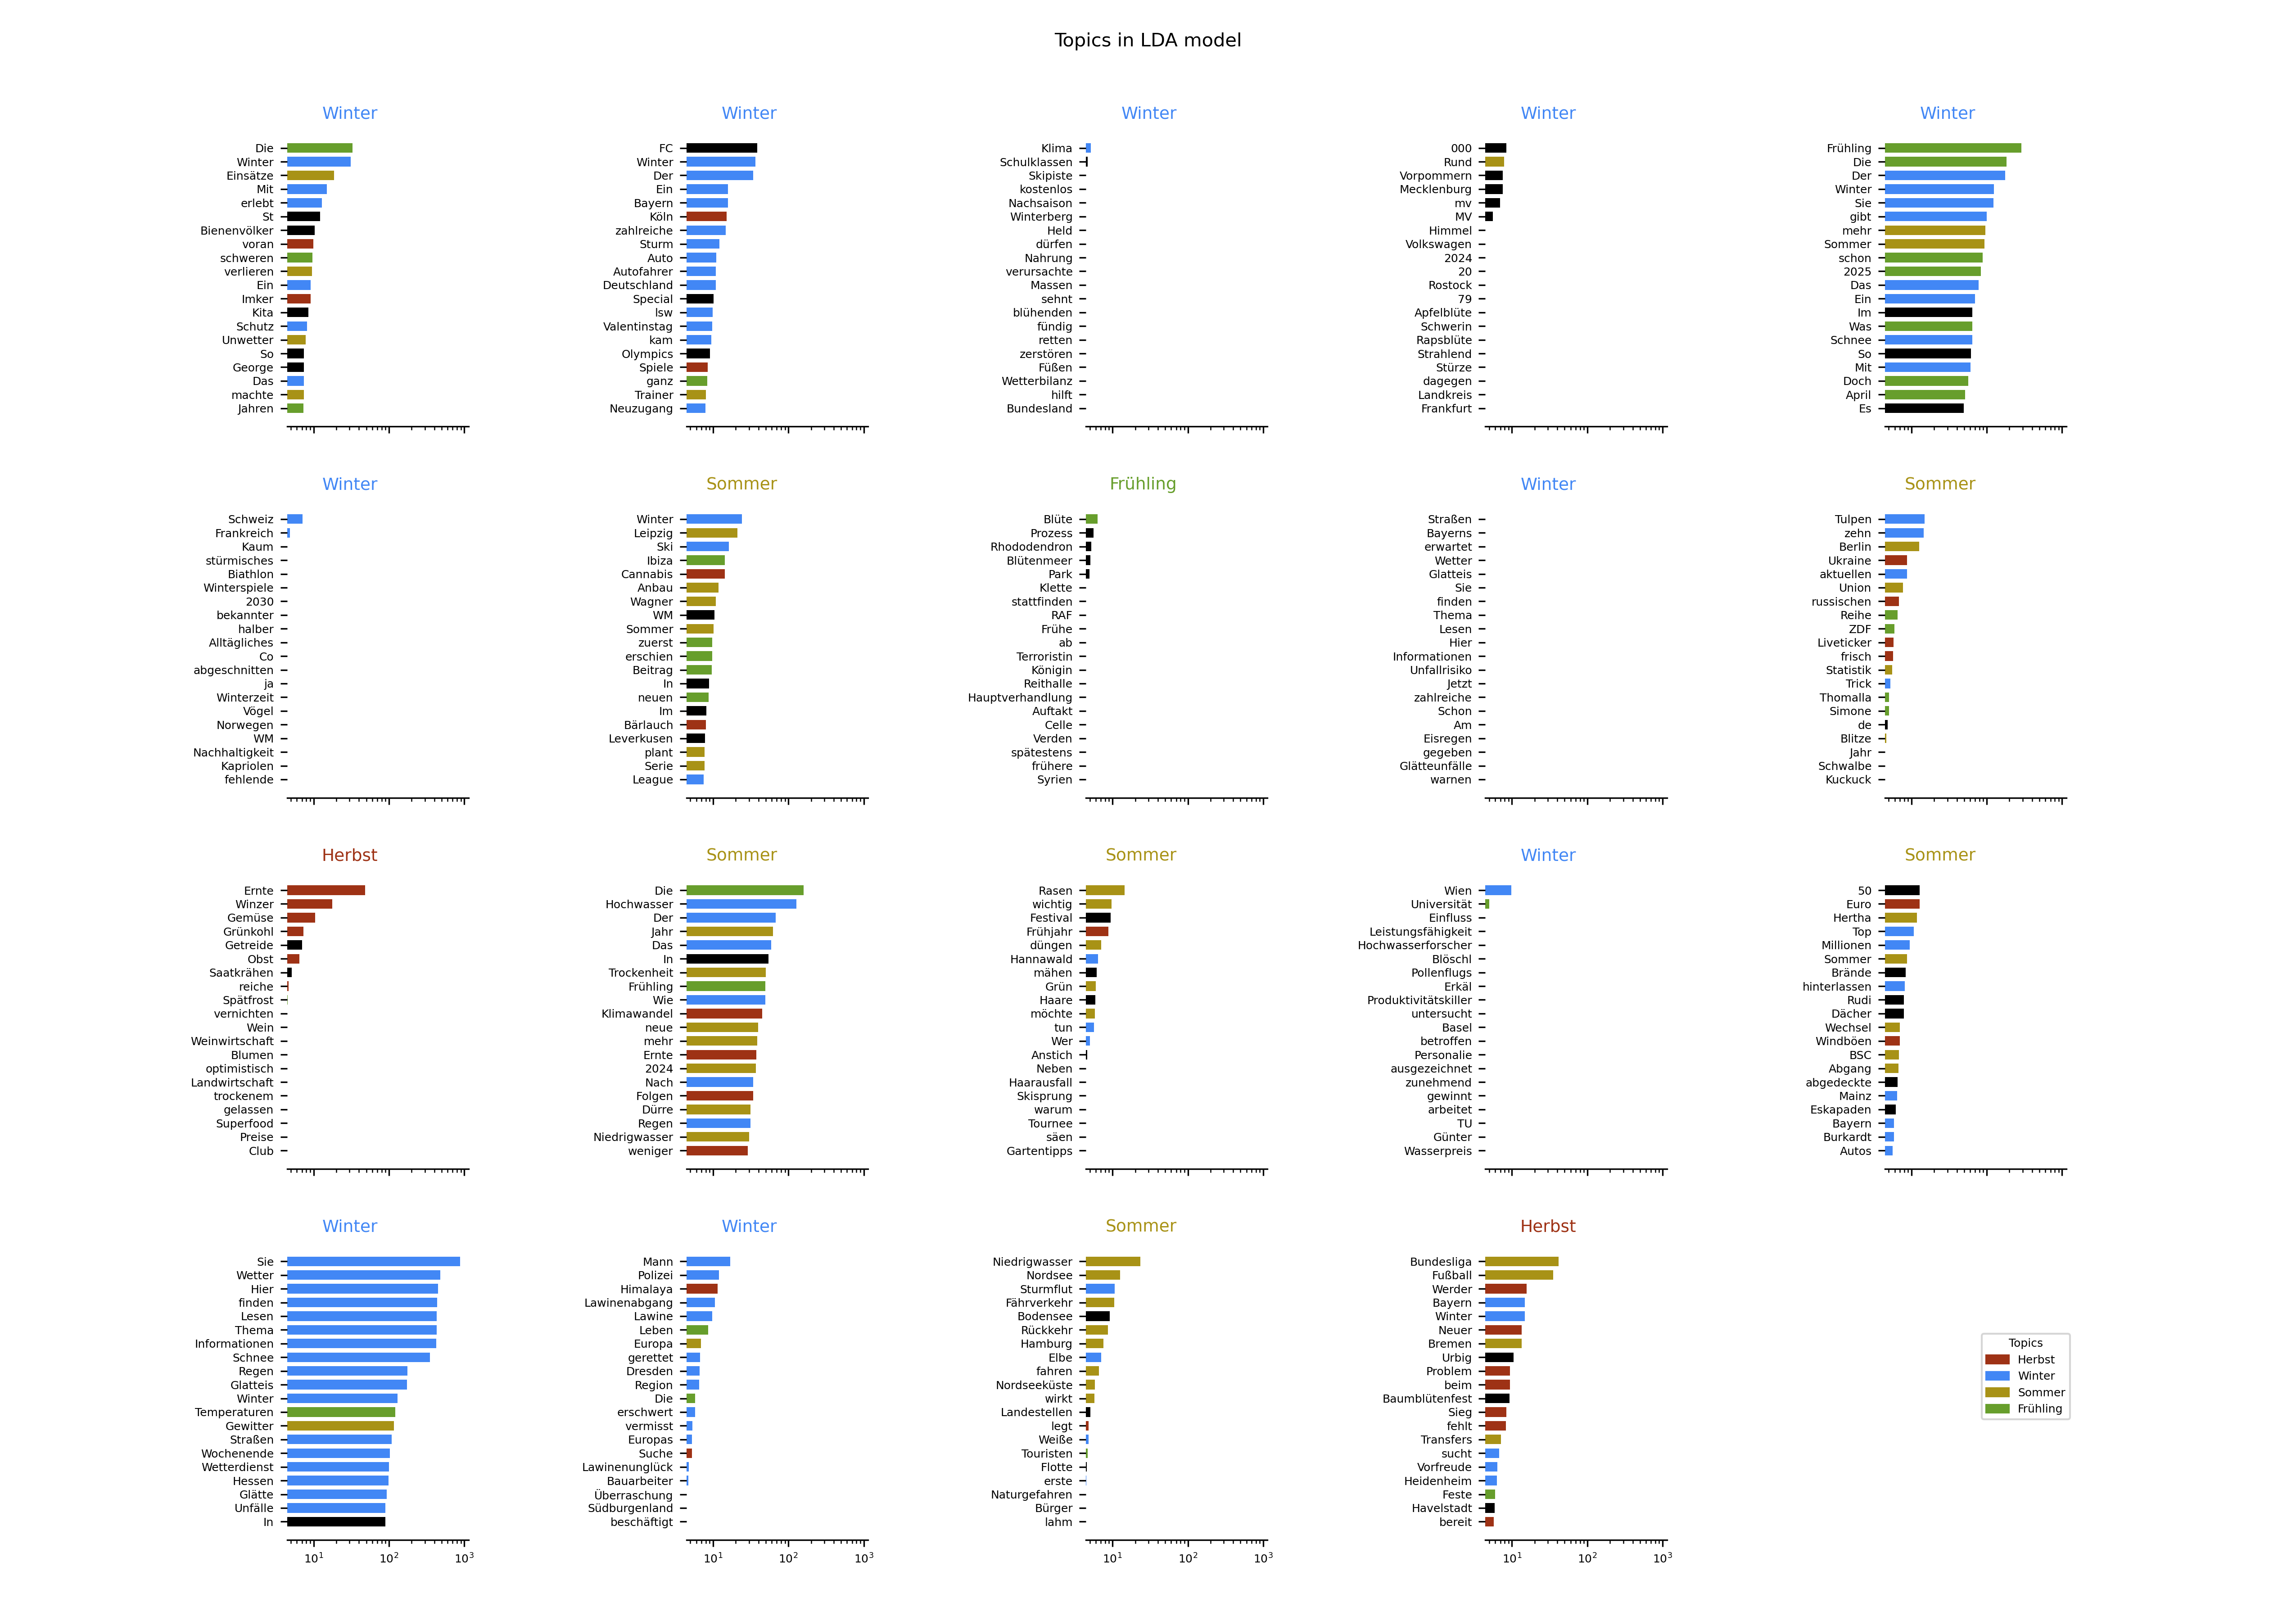 Topics in LDA model
Winter
Die
Winter
Einsätze
Mit
erlebt
St
Bienenvölker
voran
schweren
verlieren
Ein
Imker
Kita
Schutz
Unwetter
So
George
Das
machte
Jahren
Winter
FC
Winter
Der
Ein
Bayern
Köln
zahlreiche
Sturm
Auto
Autofahrer
Deutschland
Special
lsw
Valentinstag
kam
Olympics
Spiele
ganz
Trainer
Neuzugang
Winter
Klima
Schulklassen
Skipiste
kostenlos
Nachsaison
Winterberg
Held
dürfen
Nahrung
verursachte
Massen
sehnt
blühenden
fündig
retten
zerstören
Füßen
Wetterbilanz
hilft
Bundesland
Winter
000
Rund
Vorpommern
Mecklenburg
mv
MV
Himmel
Volkswagen
2024
20
Rostock
79
Apfelblüte
Schwerin
Rapsblüte
Strahlend
Stürze
dagegen
Landkreis
Frankfurt
Winter
Frühling
Die
Der
Winter
Sie
gibt
mehr
Sommer
schon
2025
Das
Ein
Im
Was
Schnee
So
Mit
Doch
April
Es
Winter
Schweiz
Frankreich
Kaum
stürmisches
Biathlon
Winterspiele
2030
bekannter
halber
Alltägliches
Co
abgeschnitten
ja
Winterzeit
Vögel
Norwegen
WM
Nachhaltigkeit
Kapriolen
fehlende
Sommer
Winter
Leipzig
Ski
Ibiza
Cannabis
Anbau
Wagner
WM
Sommer
zuerst
erschien
Beitrag
In
neuen
Im
Bärlauch
Leverkusen
plant
Serie
League
Frühling
Blüte
Prozess
Rhododendron
Blütenmeer
Park
Klette
stattfinden
RAF
Frühe
ab
Terroristin
Königin
Reithalle
Hauptverhandlung
Auftakt
Celle
Verden
spätestens
frühere
Syrien
Winter
Straßen
Bayerns
erwartet
Wetter
Glatteis
Sie
finden
Thema
Lesen
Hier
Informationen
Unfallrisiko
Jetzt
zahlreiche
Schon
Am
Eisregen
gegeben
Glätteunfälle
warnen
Sommer
Tulpen
zehn
Berlin
Ukraine
aktuellen
Union
russischen
Reihe
ZDF
Liveticker
frisch
Statistik
Trick
Thomalla
Simone
de
Blitze
Jahr
Schwalbe
Kuckuck
Herbst
Ernte
Winzer
Gemüse
Grünkohl
Getreide
Obst
Saatkrähen
reiche
Spätfrost
vernichten
Wein
Weinwirtschaft
Blumen
optimistisch
Landwirtschaft
trockenem
gelassen
Superfood
Preise
Club
Sommer
Die
Hochwasser
Der
Jahr
Das
In
Trockenheit
Frühling
Wie
Klimawandel
neue
mehr
Ernte
2024
Nach
Folgen
Dürre
Regen
Niedrigwasser
weniger
Sommer
Rasen
wichtig
Festival
Frühjahr
düngen
Hannawald
mähen
Grün
Haare
möchte
tun
Wer
Anstich
Neben
Haarausfall
Skisprung
warum
Tournee
säen
Gartentipps
Winter
Wien
Universität
Einfluss
Leistungsfähigkeit
Hochwasserforscher
Blöschl
Pollenflugs
Erkäl
Produktivitätskiller
untersucht
Basel
betroffen
Personalie
ausgezeichnet
zunehmend
gewinnt
arbeitet
TU
Günter
Wasserpreis
Sommer
50
Euro
Hertha
Top
Millionen
Sommer
Brände
hinterlassen
Rudi
Dächer
Wechsel
Windböen
BSC
Abgang
abgedeckte
Mainz
Eskapaden
Bayern
Burkardt
Autos
Winter
Sie
Wetter
Hier
finden
Lesen
Thema
Informationen
Schnee
Regen
Glatteis
Winter
Temperaturen
Gewitter
Straßen
Wochenende
Wetterdienst
Hessen
Glätte
Unfälle
In
10¹ 10² 10³
Winter
Mann
Polizei
Himalaya
Lawinenabgang
Lawine
Leben
Europa
gerettet
Dresden
Region
Die
erschwert
vermisst
Europas
Suche
Lawinenunglück
Bauarbeiter
Überraschung
Südburgenland
beschäftigt
10¹ 10² 10³
Sommer
Niedrigwasser
Nordsee
Sturmflut
Fährverkehr
Bodensee
Rückkehr
Hamburg
Elbe
fahren
Nordseeküste
wirkt
Landestellen
legt
Weiße
Touristen
Flotte
erste
Naturgefahren
Bürger
lahm
10¹ 10² 10³
Herbst
Bundesliga
Fußball
Werder
Bayern
Winter
Neuer
Bremen
Urbig
Problem
beim
Baumblütenfest
Sieg
fehlt
Transfers
sucht
Vorfreude
Heidenheim
Feste
Havelstadt
bereit
10¹ 10² 10³
Topics
Herbst
Winter
Sommer
Frühling